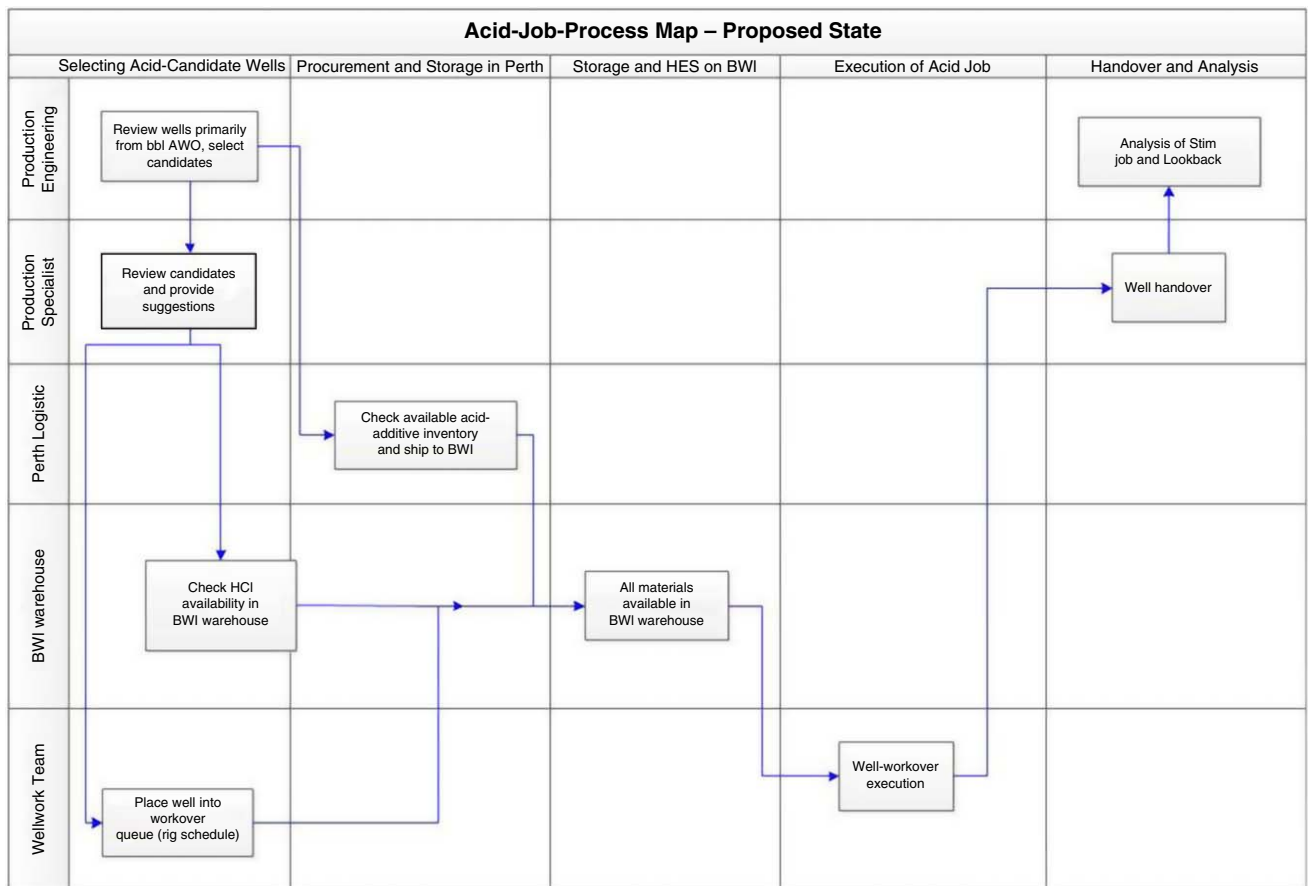 Acid-Job-Process Map – Proposed State
Selecting Acid-Candidate Wells
Procurement and Storage in Perth
Storage and HES on BWI
Execution of Acid Job
Handover and Analysis
Production
Engineering
Review wells primarily
from bbl AWO, select
candidates
Analysis of Stim
job and Lookback
Production
Specialist
Review candidates
and provide
suggestions
Well handover
Perth Logistic
Check available acid-
additive inventory
and ship to BWI
BWI warehouse
Check HCl
availability in
BWI warehouse
All materials
available in
BWI warehouse
Wellwork Team
Place well into
workover
queue (rig schedule)
Well-workover
execution